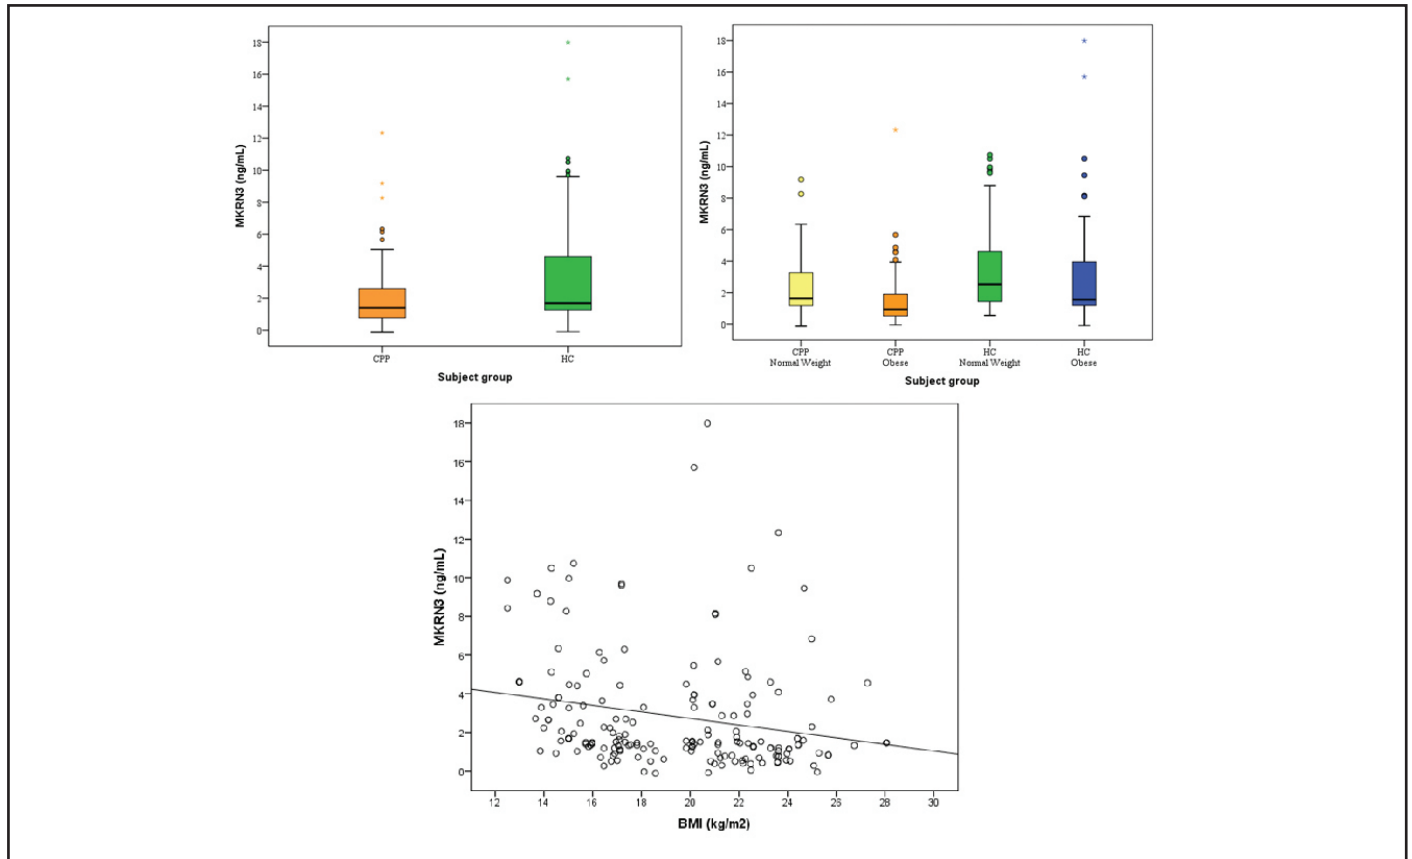 18
16
14
12
10
8
6
4
2
0
MKRN3 (ng/mL)
CPP
HC
Subject group
18
16
14
12
10
8
6
4
2
0
MKRN3 (ng/mL)
CPP
Normal Weight
CPP
Obese
HC
Normal Weight
HC
Obese
Subject group
18
16
14
12
10
8
6
4
2
0
MKRN3 (ng/mL)
12 14 16 18 20 22 24 26 28 30
BMI (kg/m2)